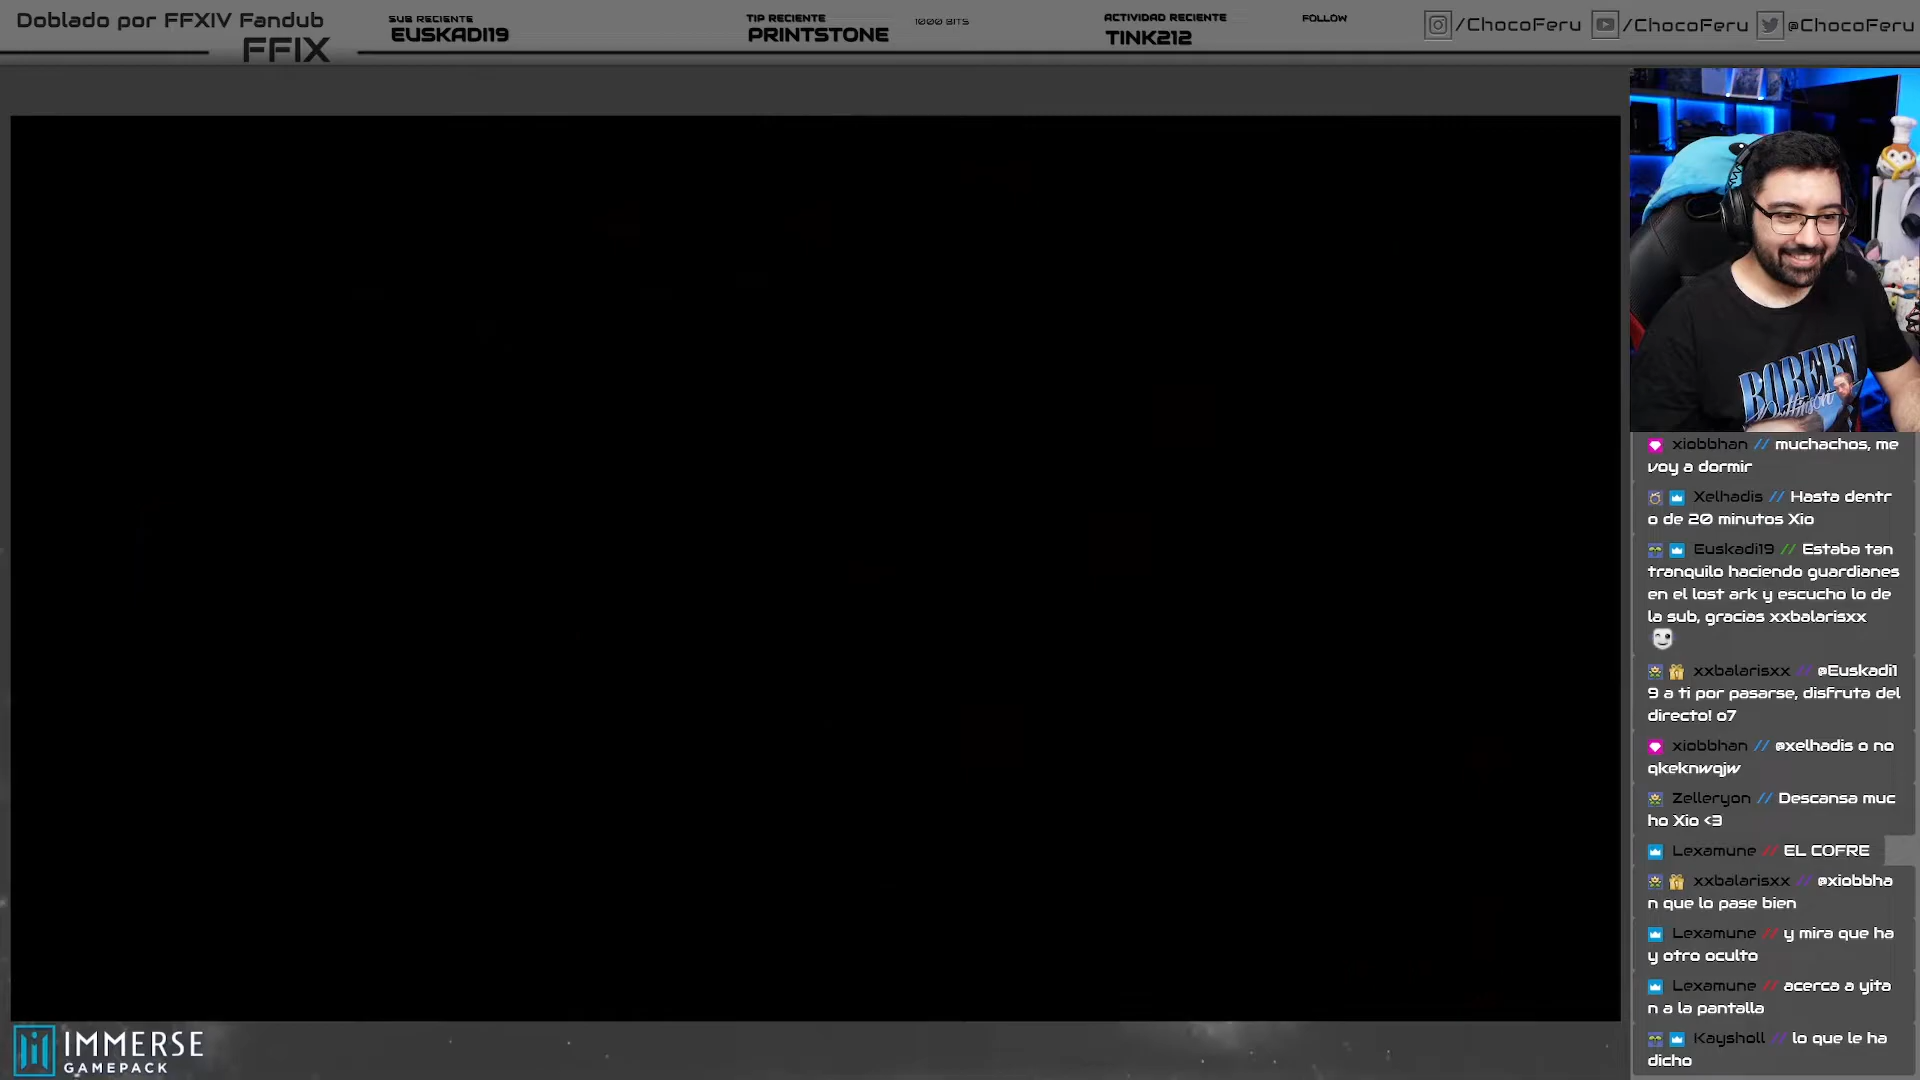 Doblado por FFXIV Fandub
FFIX
SUB RECIENTE
EUSKADI19
TIP RECIENTE
PRINTSTONE
1000 BITS
ACTIVIDAD RECIENTE
TINK212
FOLLOW
/ChocoFeru
/ChocoFeru
@ChocoFeru
ROBERT
Pattinson
xiobbhan // muchachos, me
voy a dormir
Xelhadis // Hasta dentr
o de 20 minutos Xio
Euskadi19 // Estaba tan
tranquilo haciendo guardianes
en el lost ark y escucho lo de
la sub, gracias xxbalarisxx
xxbalarisxx // @Euskadi1
9 a ti por pasarse, disfruta del
directo! o7
xiobbhan // @xelhadis o no
qkeknwqjw
Zelleryon // Descansa muc
ho Xio <3
Lexamune // EL COFRE
xxbalarisxx // @xiobbha
n que lo pase bien
Lexamune // y mira que ha
y otro oculto
Lexamune // acerca a yita
n a la pantalla
Kaysholl // lo que le ha
dicho
IMMERSE
GAMEPACK